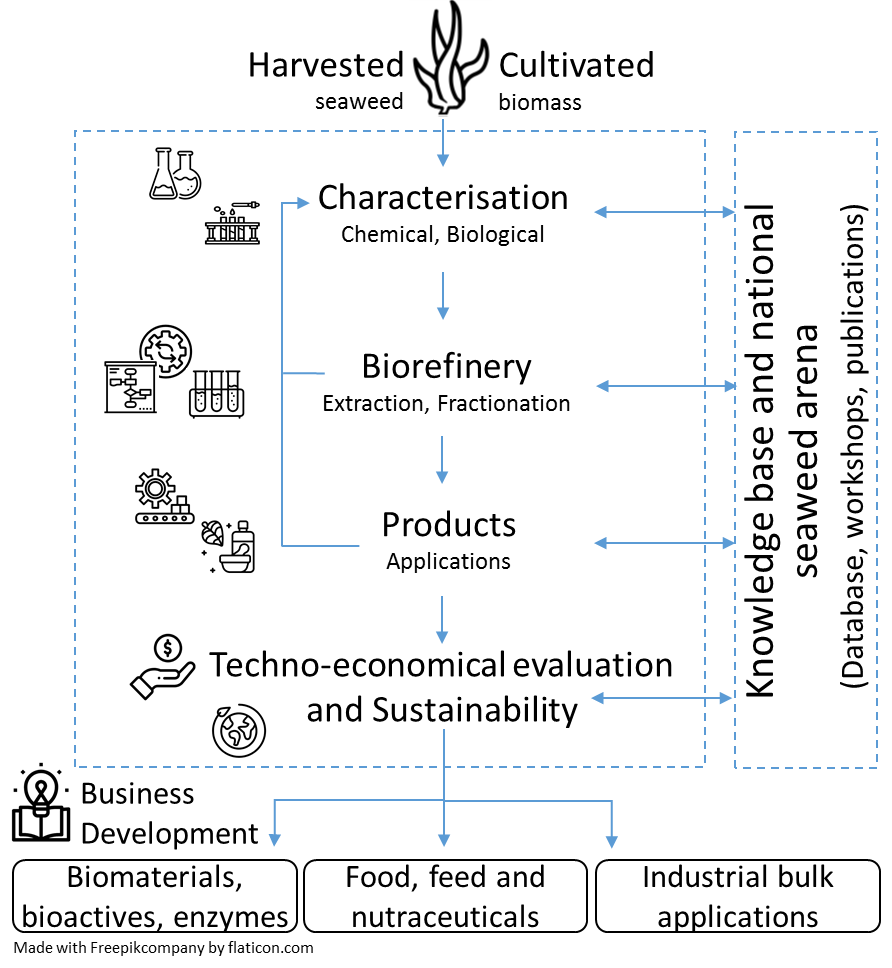 Harvested Cultivated
seaweed biomass
Characterisation
Chemical, Biological
Biorefinery
Extraction, Fractionation
Products
Applications
$
Techno-economical evaluation
and Sustainability
Knowledge base and national
seaweed arena
(Database, workshops, publications)
Business
Development
Biomaterials,
bioactives, enzymes
Food, feed and
nutraceuticals
Industrial bulk
applications
Made with Freepikcompany by flaticon.com